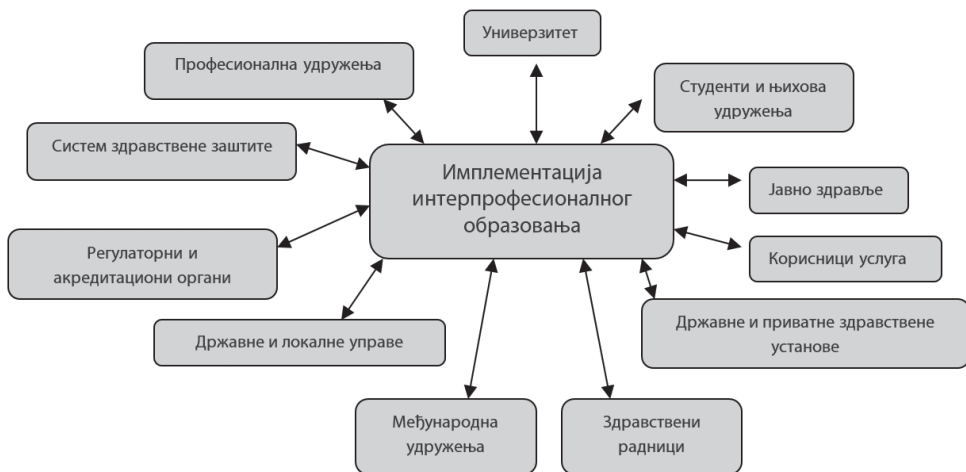 Универзитет
Професионална удружења
Студенти и њихова
удружења
Систем здравствене заштите
Имплементација
интерпрофесионалног
образовања
Јавно здравље
Регулаторни и
акредитациони органи
Корисници услуга
Државне и локалне управе
Државне и приватне здравствене
установе
Међународна
удружења
Здравствени
радници